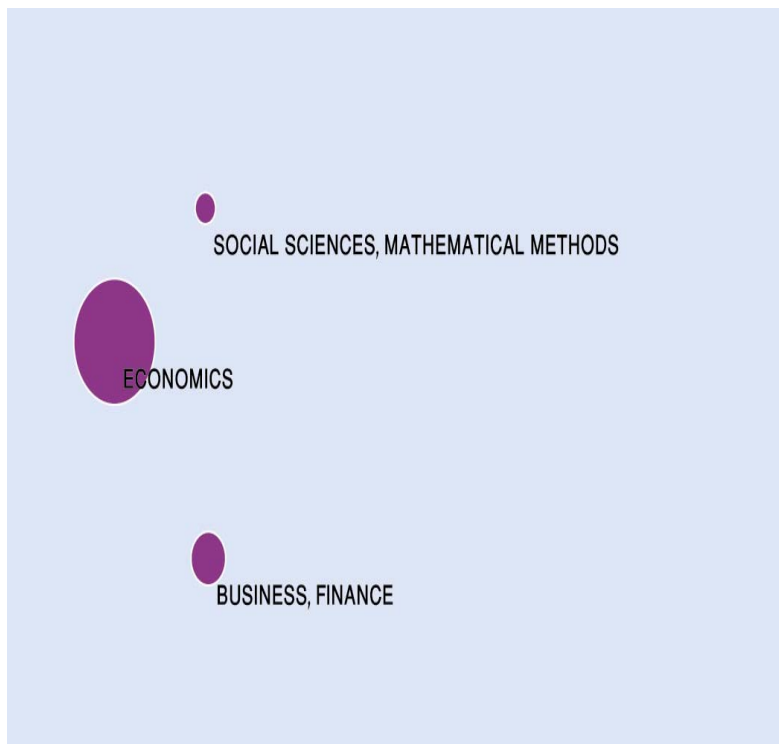 SOCIAL SCIENCES, MATHEMATICAL METHODS
ECONOMICS
BUSINESS, FINANCE